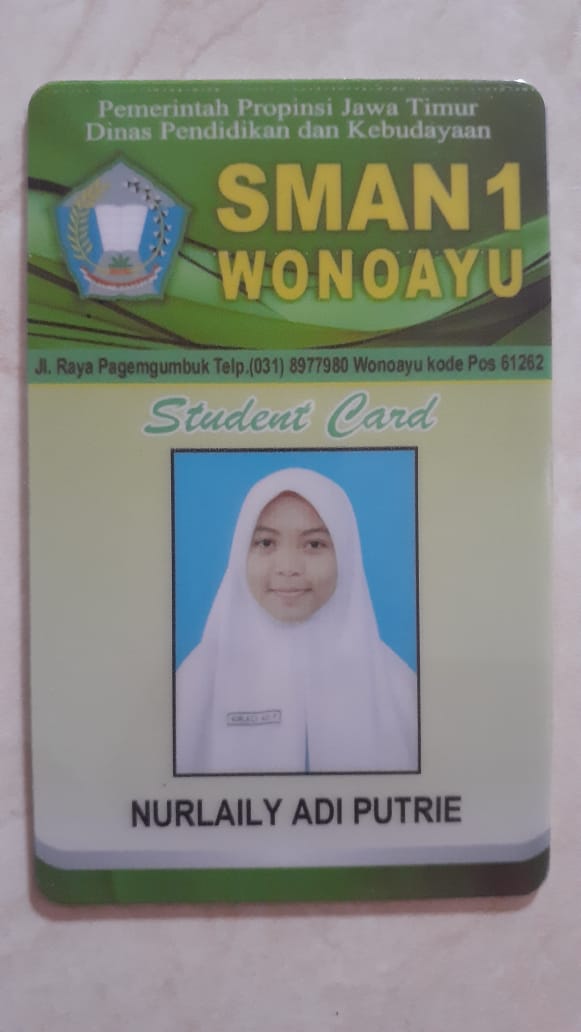 Pemerintah Propinsi Jawa Timur
Dinas Pendidikan dan Kebudayaan
SMAN 1
WONOAYU
Jl. Raya Pagemgumbuk Telp.(031) 8977980 Wonoayu kode Pos 61262
Student Card
NURLAILY ADI PUTRIE